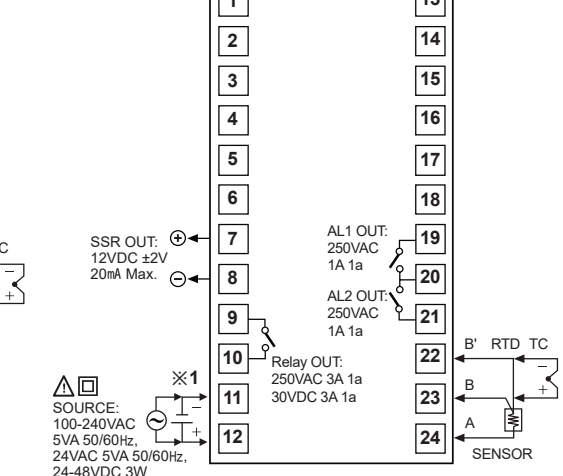 1
13
2
14
3
15
4
16
5
17
6
18
SSR OUT:
12VDC ±2V
20mA Max.
⊕
7
⊖
8
AL1 OUT:
250VAC
1A 1a
19
20
AL2 OUT:
250VAC
1A 1a
21
C
−
+
9
10
Relay OUT:
250VAC 3A 1a
30VDC 3A 1a
22
B' RTD TC
−
+
23
B
24
A
SENSOR
※1
11
−
+
12
SOURCE:
100-240VAC
5VA 50/60Hz,
24VAC 5VA 50/60Hz,
24-48VDC 3W